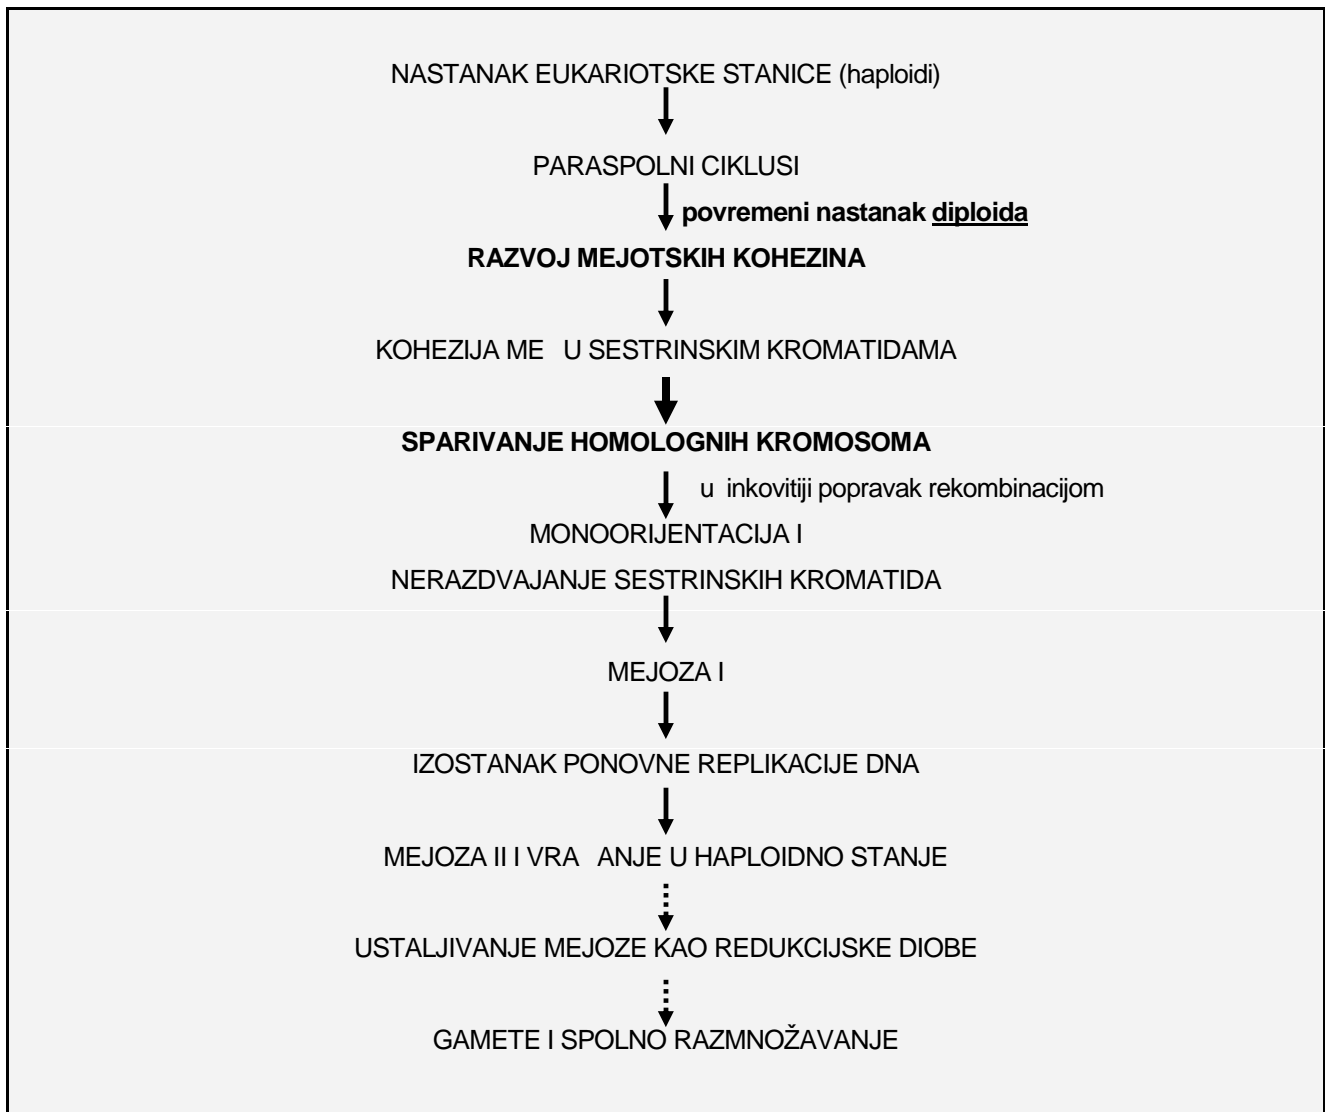 NASTANAK EUKARIOTSKE STANICE (haploidi)
PARASPOLNI CIKLUSI
povremeni nastanak diploida
RAZVOJ MEJOTSKIH KOHEZINA
KOHEZIJA ME U SESTRINSKIM KROMATIDAMA
SPARIVANJE HOMOLOGNIH KROMOSOMA
u inkovitiji popravak rekombinacijom
MONOORIJENTACIJA I
NERAZDVAJANJE SESTRINSKIH KROMATIDA
MEJOZA I
IZOSTANAK PONOVNE REPLIKACIJE DNA
MEJOZA II I VRA ANJE U HAPLOIDNO STANJE
USTALJIVANJE MEJOZE KAO REDUKCIJSKE DIOBE
GAMETE I SPOLNO RAZMNOŽAVANJE